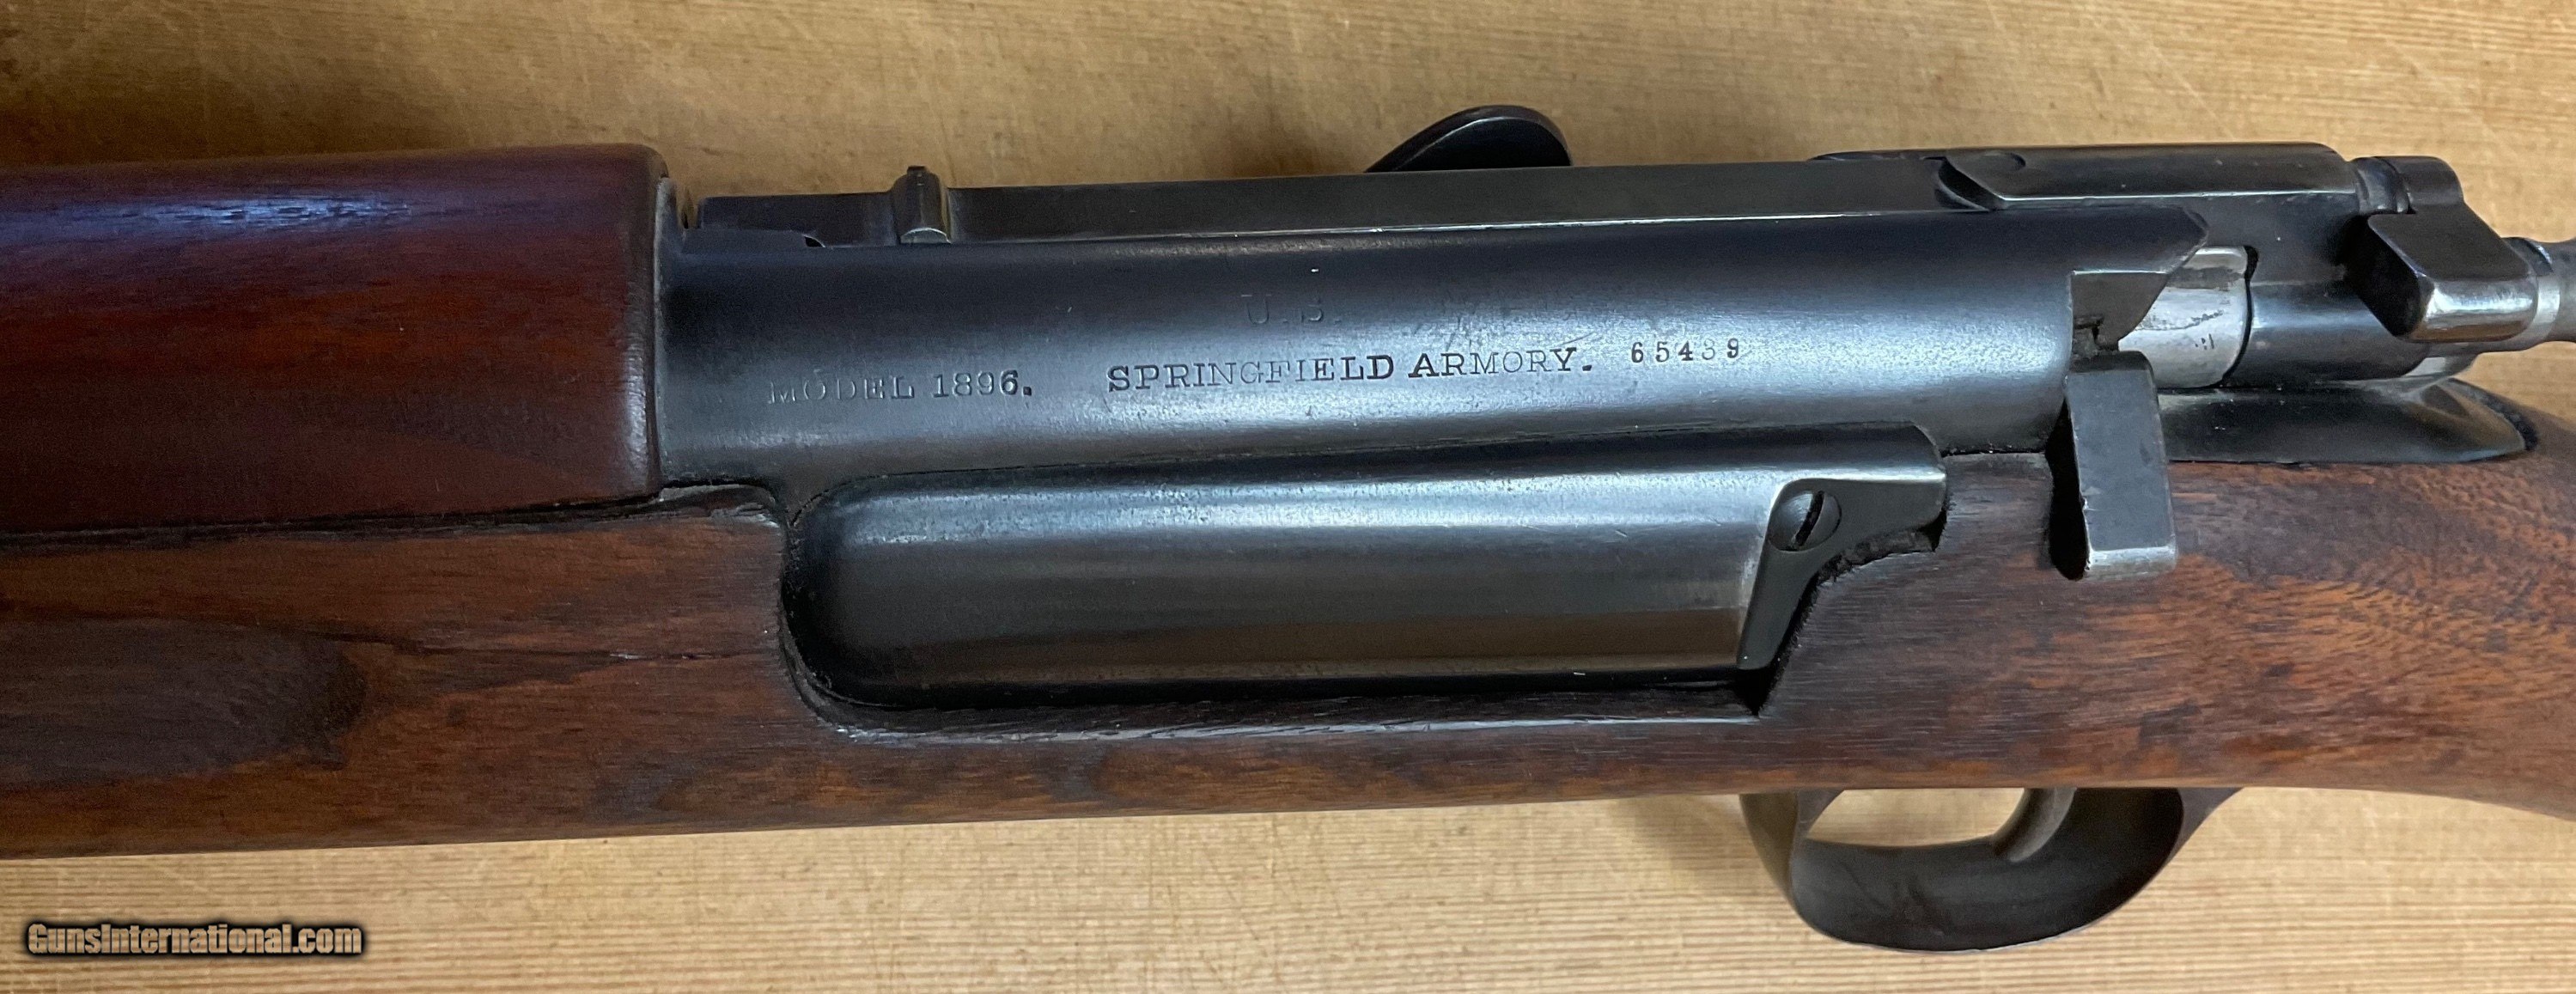 U.S.
MODEL 1896. SPRINGFIELD ARMORY. 65439
GunsInternational.com